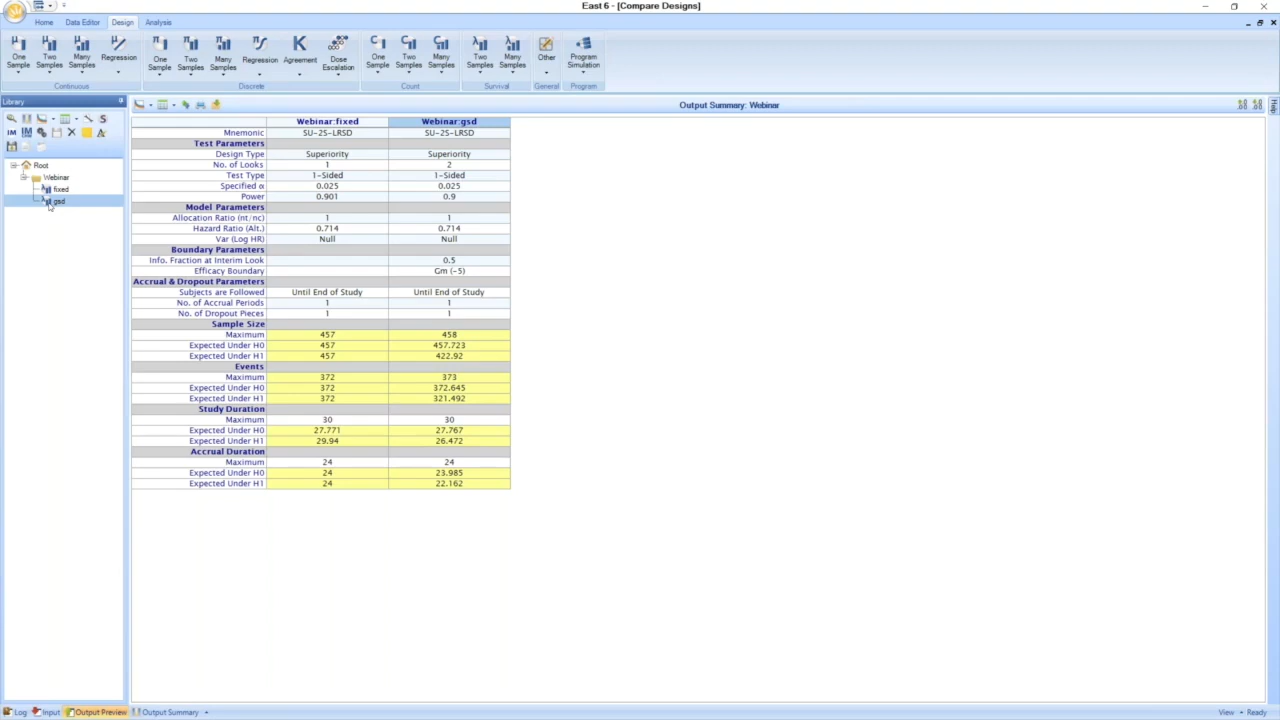 East 6 - [Compare Designs]
Home Data Editor Design Analysis
One Sample Two Samples Many Samples Regression One Sample Two Samples Many Samples Regression Agreement Dose Escalation One Sample Two Samples Many Samples Two Samples Many Samples Other Program Simulation
Continuous Discrete Count Survival General Program
Library
Output Summary: Webinar
Help
IM
Root
Webinar
fixed
gsd
Webinar:fixed Webinar:gsd
Mnemonic SU-2S-LRSD SU-2S-LRSD
Test Parameters
Design Type Superiority Superiority
No. of Looks 1 2
Test Type 1-Sided 1-Sided
Specified α 0.025 0.025
Power 0.901 0.9
Model Parameters
Allocation Ratio (nt/nc) 1 1
Hazard Ratio (Alt.) 0.714 0.714
Var (Log HR) Null Null
Boundary Parameters
Info. Fraction at Interim Look 0.5
Efficacy Boundary Gm (-5)
Accrual & Dropout Parameters
Subjects are Followed Until End of Study Until End of Study
No. of Accrual Periods 1 1
No. of Dropout Pieces 1 1
Sample Size
Maximum 457 458
Expected Under H0 457 457.723
Expected Under H1 457 422.92
Events
Maximum 372 373
Expected Under H0 372 372.645
Expected Under H1 372 321.492
Study Duration
Maximum 30 30
Expected Under H0 27.771 27.767
Expected Under H1 29.94 26.472
Accrual Duration
Maximum 24 24
Expected Under H0 24 23.985
Expected Under H1 24 22.162
Log Input Output Preview Output Summary
View Ready